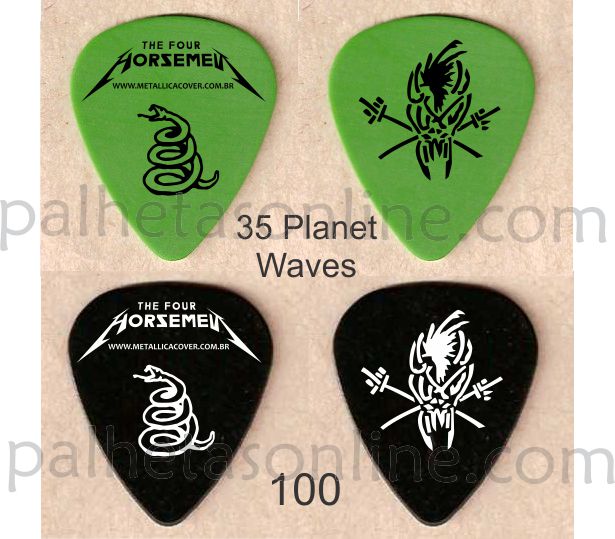 THE FOUR
HORSEMEN
WWW.METALLICACOVER.COM.BR
palhetasonline.com
35 Planet
Waves
THE FOUR
HORSEMEN
WWW.METALLICACOVER.COM.BR
palhetasonline.com
100